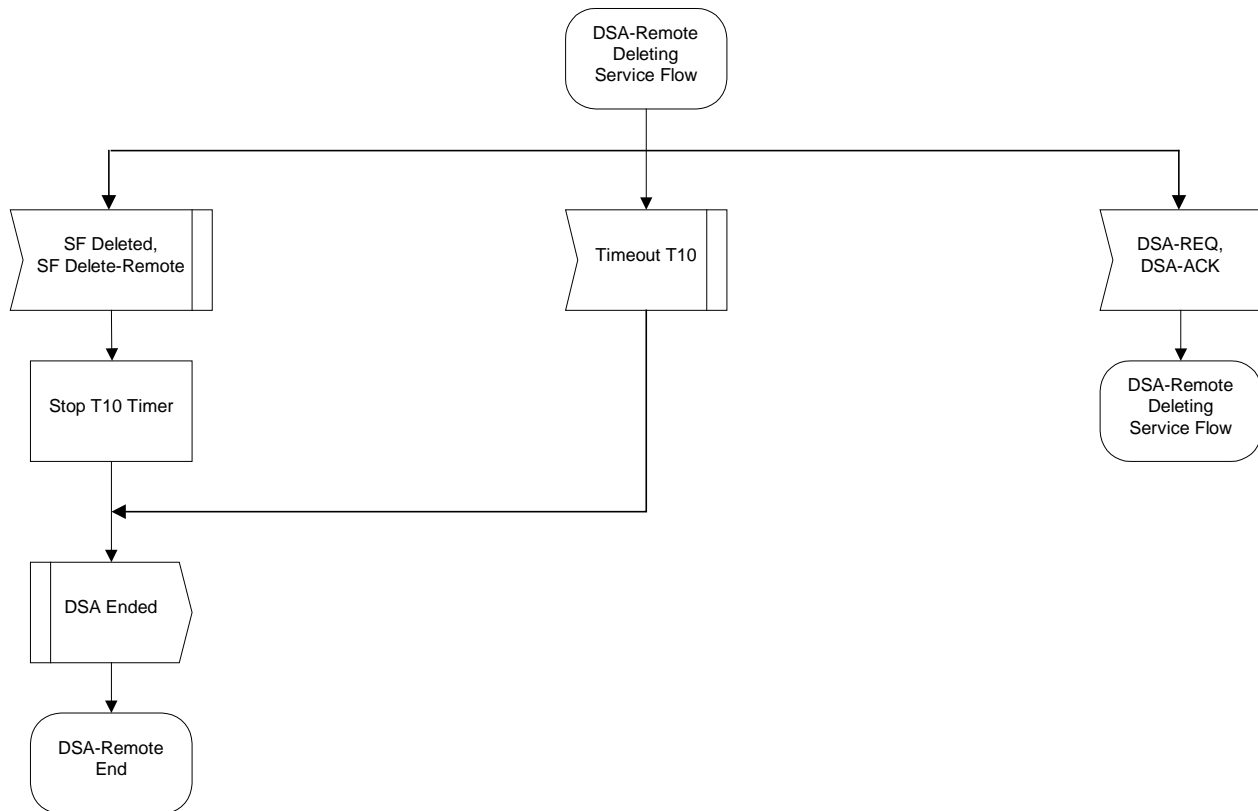 DSA-Remote
Deleting
Service Flow
SF Deleted,
SF Delete-Remote
Timeout T10
DSA-REQ,
DSA-ACK
Stop T10 Timer
DSA-Remote
Deleting
Service Flow
DSA Ended
DSA-Remote
End